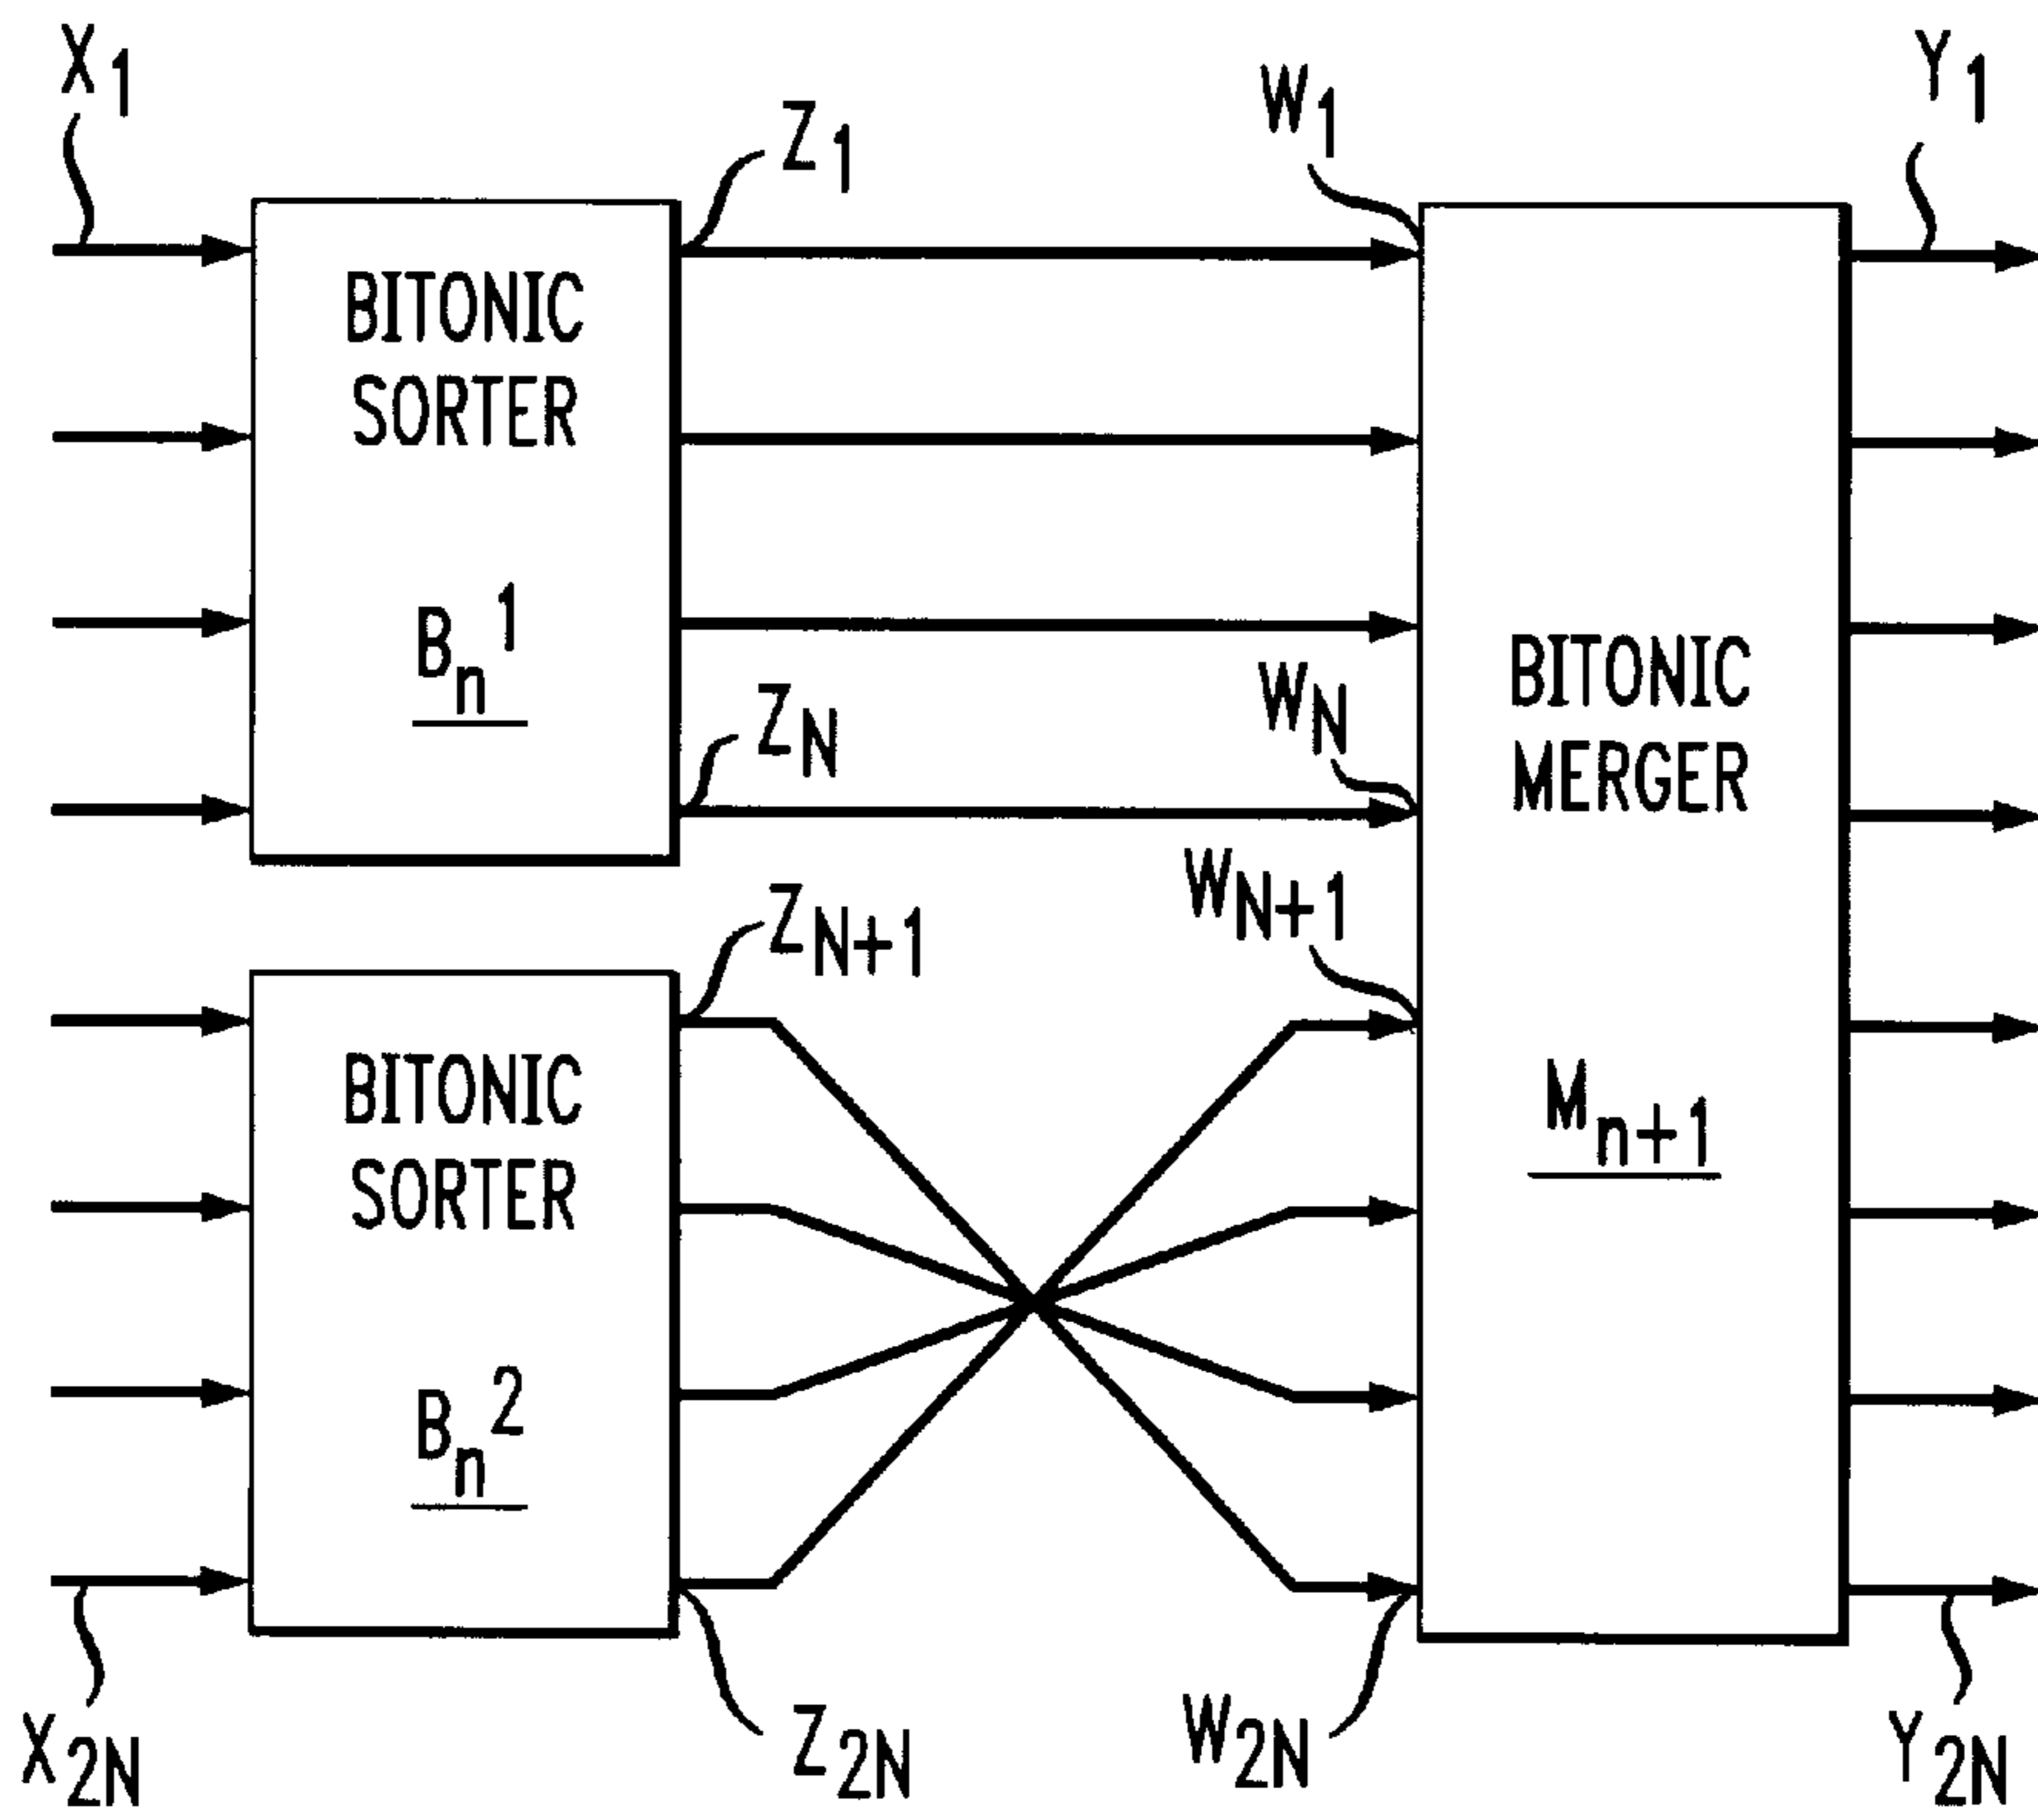 X1
Z1
W1
Y1
BITONIC
SORTER
Bn1
ZN
WN
BITONIC
MERGER
Mn+1
ZN+1
WN+1
BITONIC
SORTER
Bn2
X2N
Z2N
W2N
Y2N